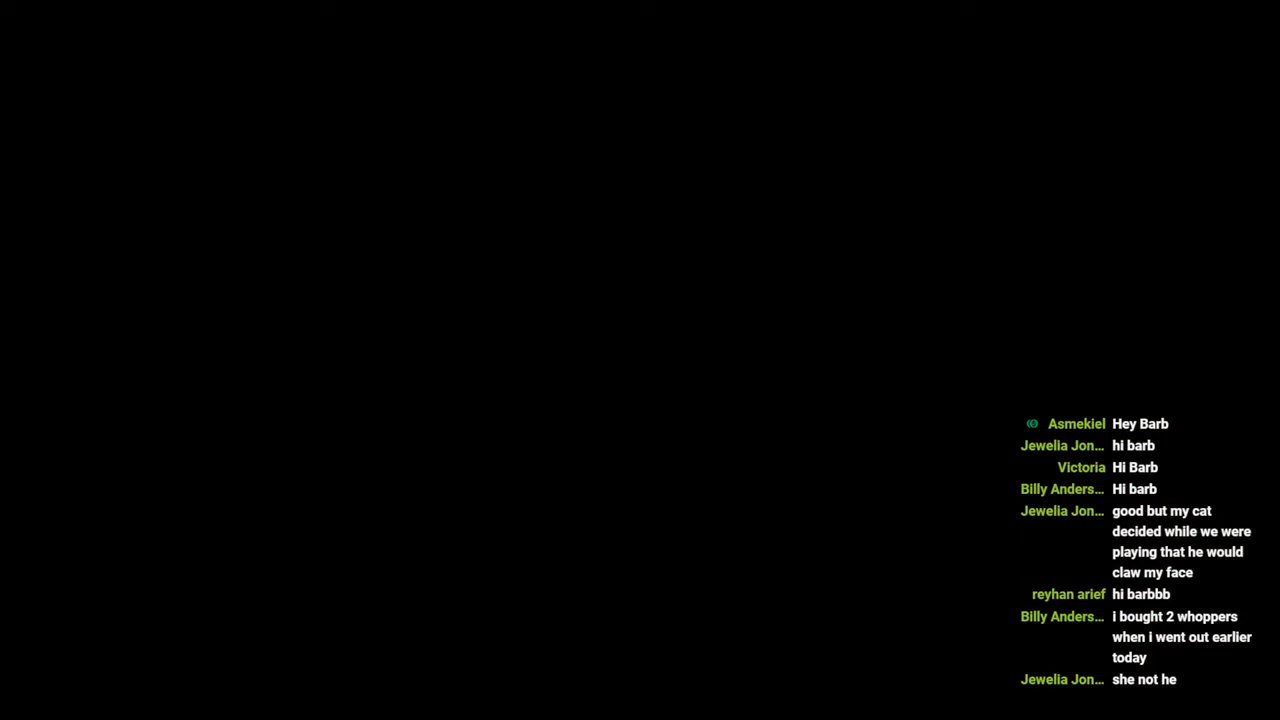 Asmekiel Hey Barb
Jewelia Jon... hi barb
Victoria Hi Barb
Billy Anders... Hi barb
Jewelia Jon... good but my cat
decided while we were
playing that he would
claw my face
reyhan arief hi barbbb
Billy Anders... i bought 2 whoppers
when i went out earlier
today
Jewelia Jon... she not he